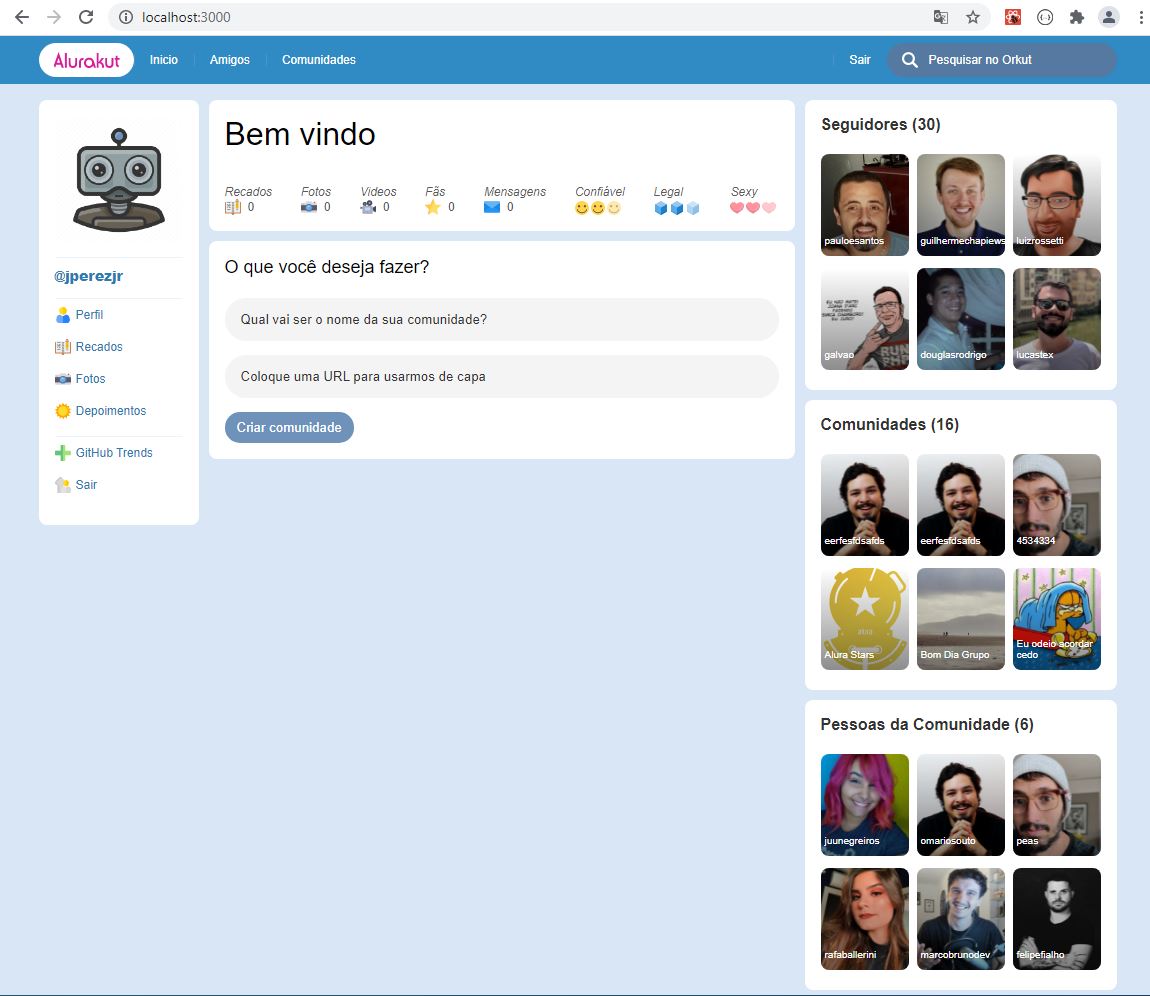 localhost:3000
Alurakut
Inicio
Amigos
Comunidades
Sair
Pesquisar no Orkut
@jperezjr
Perfil
Recados
Fotos
Depoimentos
GitHub Trends
Sair
Bem vindo
Recados
0
Fotos
0
Videos
0
Fãs
0
Mensagens
0
Confiável
Legal
Sexy
O que você deseja fazer?
Qual vai ser o nome da sua comunidade?
Coloque uma URL para usarmos de capa
Criar comunidade
Seguidores (30)
pauloesantos
guilhermechapiews
luizrossetti
galvao
douglasrodrigo
lucastex
Comunidades (16)
eerfesfdsafds
eerfesfdsafds
4534334
Alura Stars
Bom Dia Grupo
Eu odeio acordar
cedo
Pessoas da Comunidade (6)
juunegreiros
omariosouto
peas
rafaballerini
marcobrunodev
felipefialho